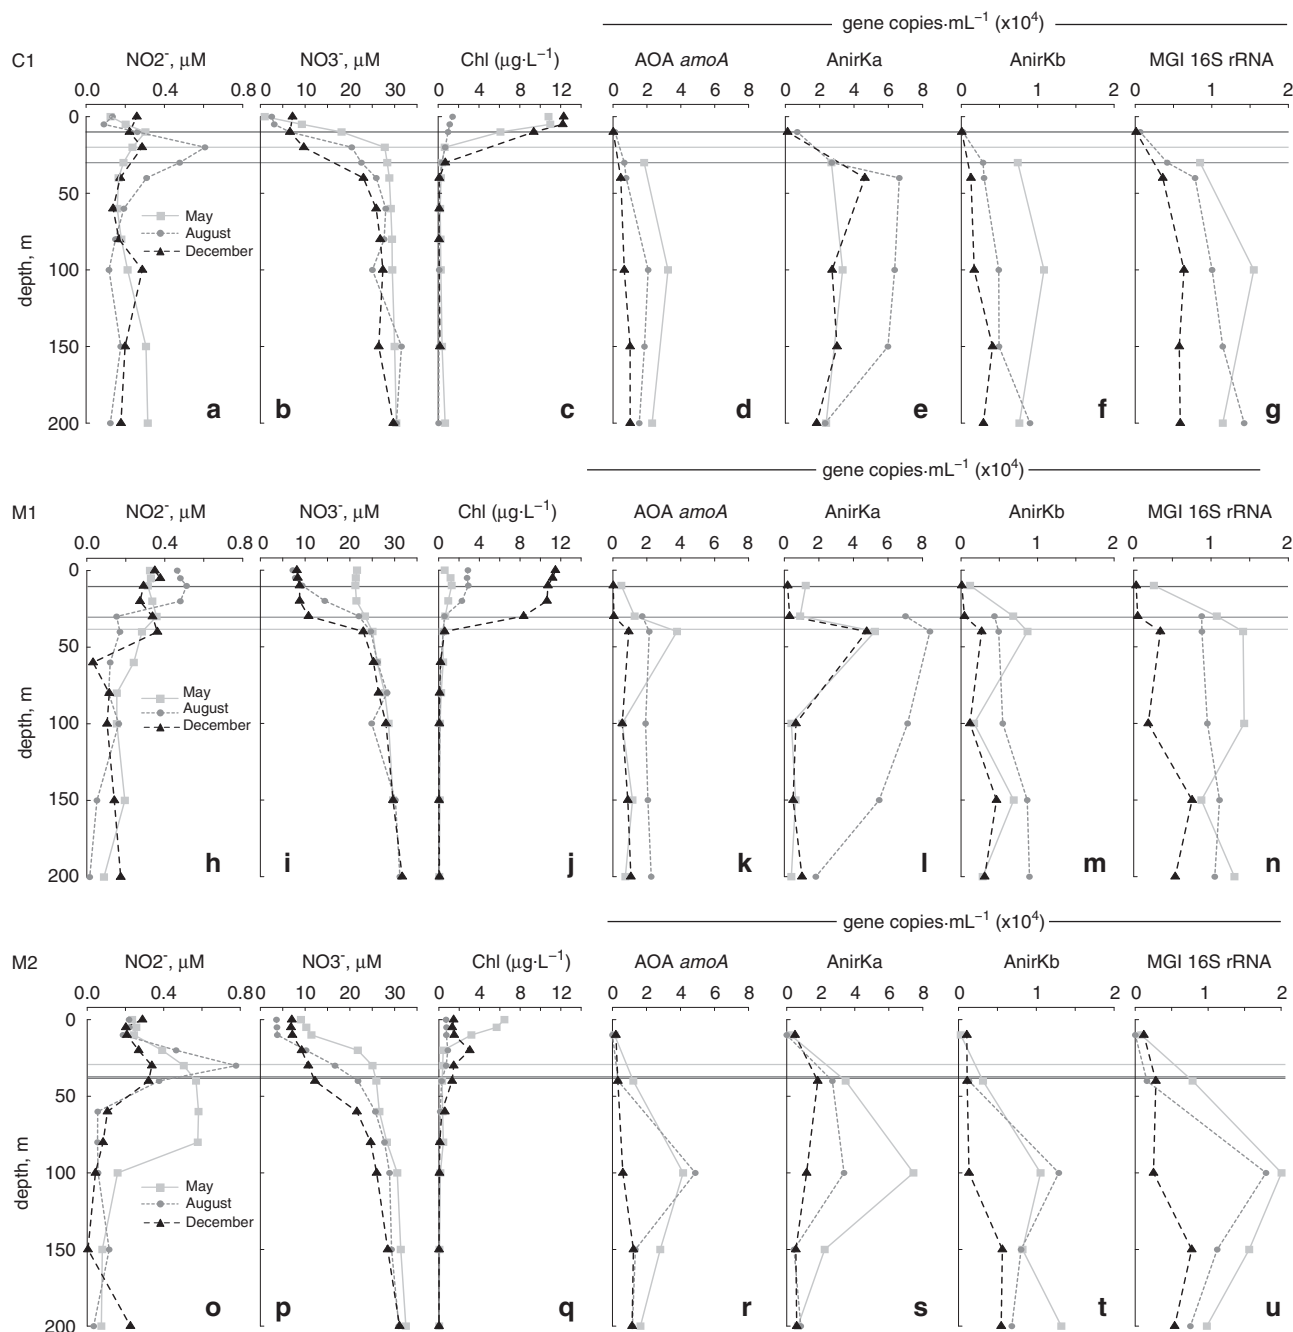 gene copies·mL⁻¹ (x10⁴)
C1 NO2⁻, μM NO3⁻, μM Chl (μg·L⁻¹) AOA amoA AnirKa AnirKb MGI 16S rRNA
0.0 0.4 0.8 0 10 20 30 0 4 8 12 0 2 4 6 8 0 2 4 6 8 0 1 2 0 1 2
0
50
100
150
200
depth, m
May
August
December
a b c d e f g
gene copies·mL⁻¹ (x10⁴)
M1 NO2⁻, μM NO3⁻, μM Chl (μg·L⁻¹) AOA amoA AnirKa AnirKb MGI 16S rRNA
0.0 0.4 0.8 0 10 20 30 0 4 8 12 0 2 4 6 8 0 2 4 6 8 0 1 2 0 1 2
0
50
100
150
200
depth, m
May
August
December
h i j k l m n
gene copies·mL⁻¹ (x10⁴)
M2 NO2⁻, μM NO3⁻, μM Chl (μg·L⁻¹) AOA amoA AnirKa AnirKb MGI 16S rRNA
0.0 0.4 0.8 0 10 20 30 0 4 8 12 0 2 4 6 8 0 2 4 6 8 0 1 2 0 1 2
0
50
100
150
200
depth, m
May
August
December
o p q r s t u